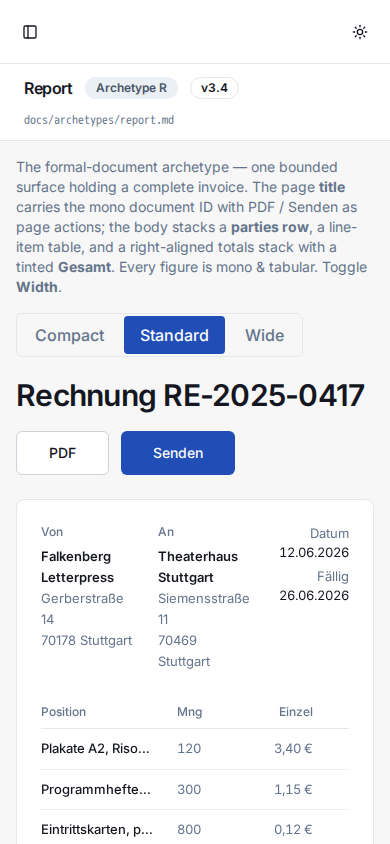 Report Archetype R v3.4
docs/archetypes/report.md
The formal-document archetype — one bounded
surface holding a complete invoice. The page title
carries the mono document ID with PDF / Senden as
page actions; the body stacks a parties row, a line-
item table, and a right-aligned totals stack with a
tinted Gesamt. Every figure is mono & tabular. Toggle
Width.
Compact Standard Wide
Rechnung RE-2025-0417
PDF Senden
Von
Falkenberg
Letterpress
Gerberstraße
14
70178 Stuttgart
An
Theaterhaus
Stuttgart
Siemensstraße
11
70469
Stuttgart
Datum
12.06.2026
Fällig
26.06.2026
Position Mng Einzel
Plakate A2, Riso... 120 3,40 €
Programmhefte... 300 1,15 €
Eintrittskarten, p... 800 0,12 €